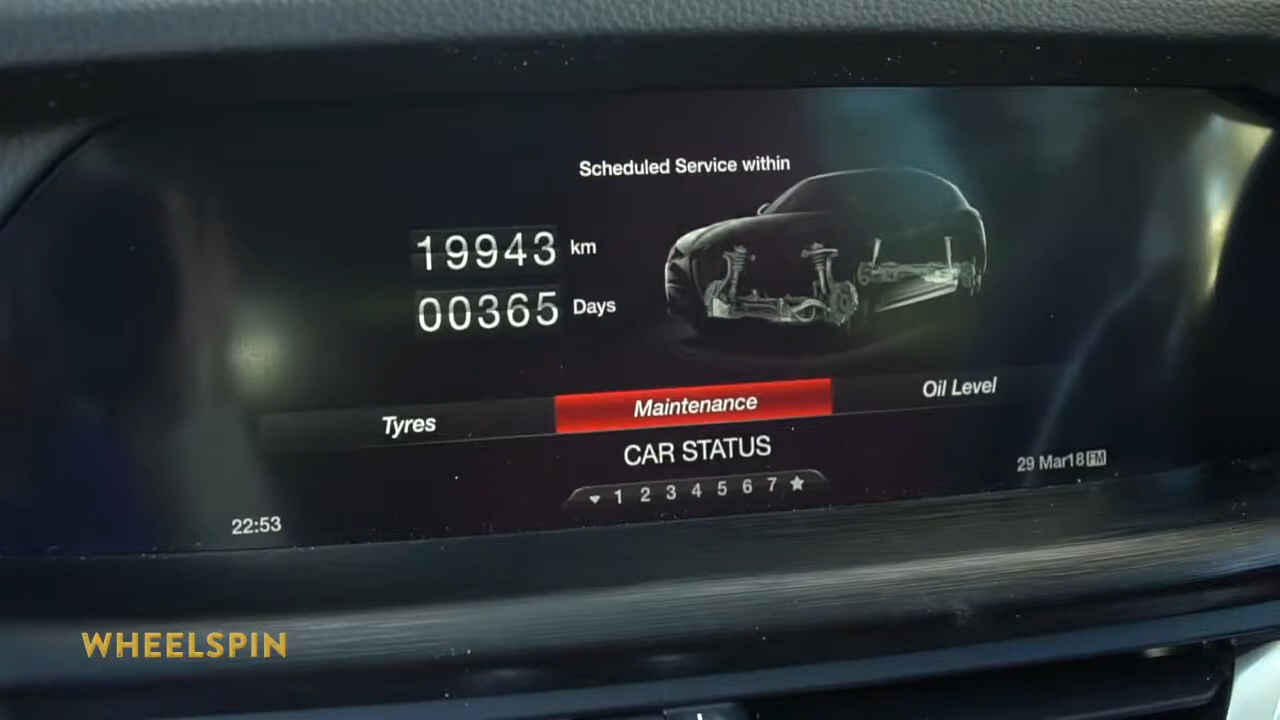 Scheduled Service within
19943 km
00365 Days
Tyres Maintenance Oil Level
CAR STATUS
1 2 3 4 5 6 7
22:53
29 Mar18 FM
WHEELSPIN